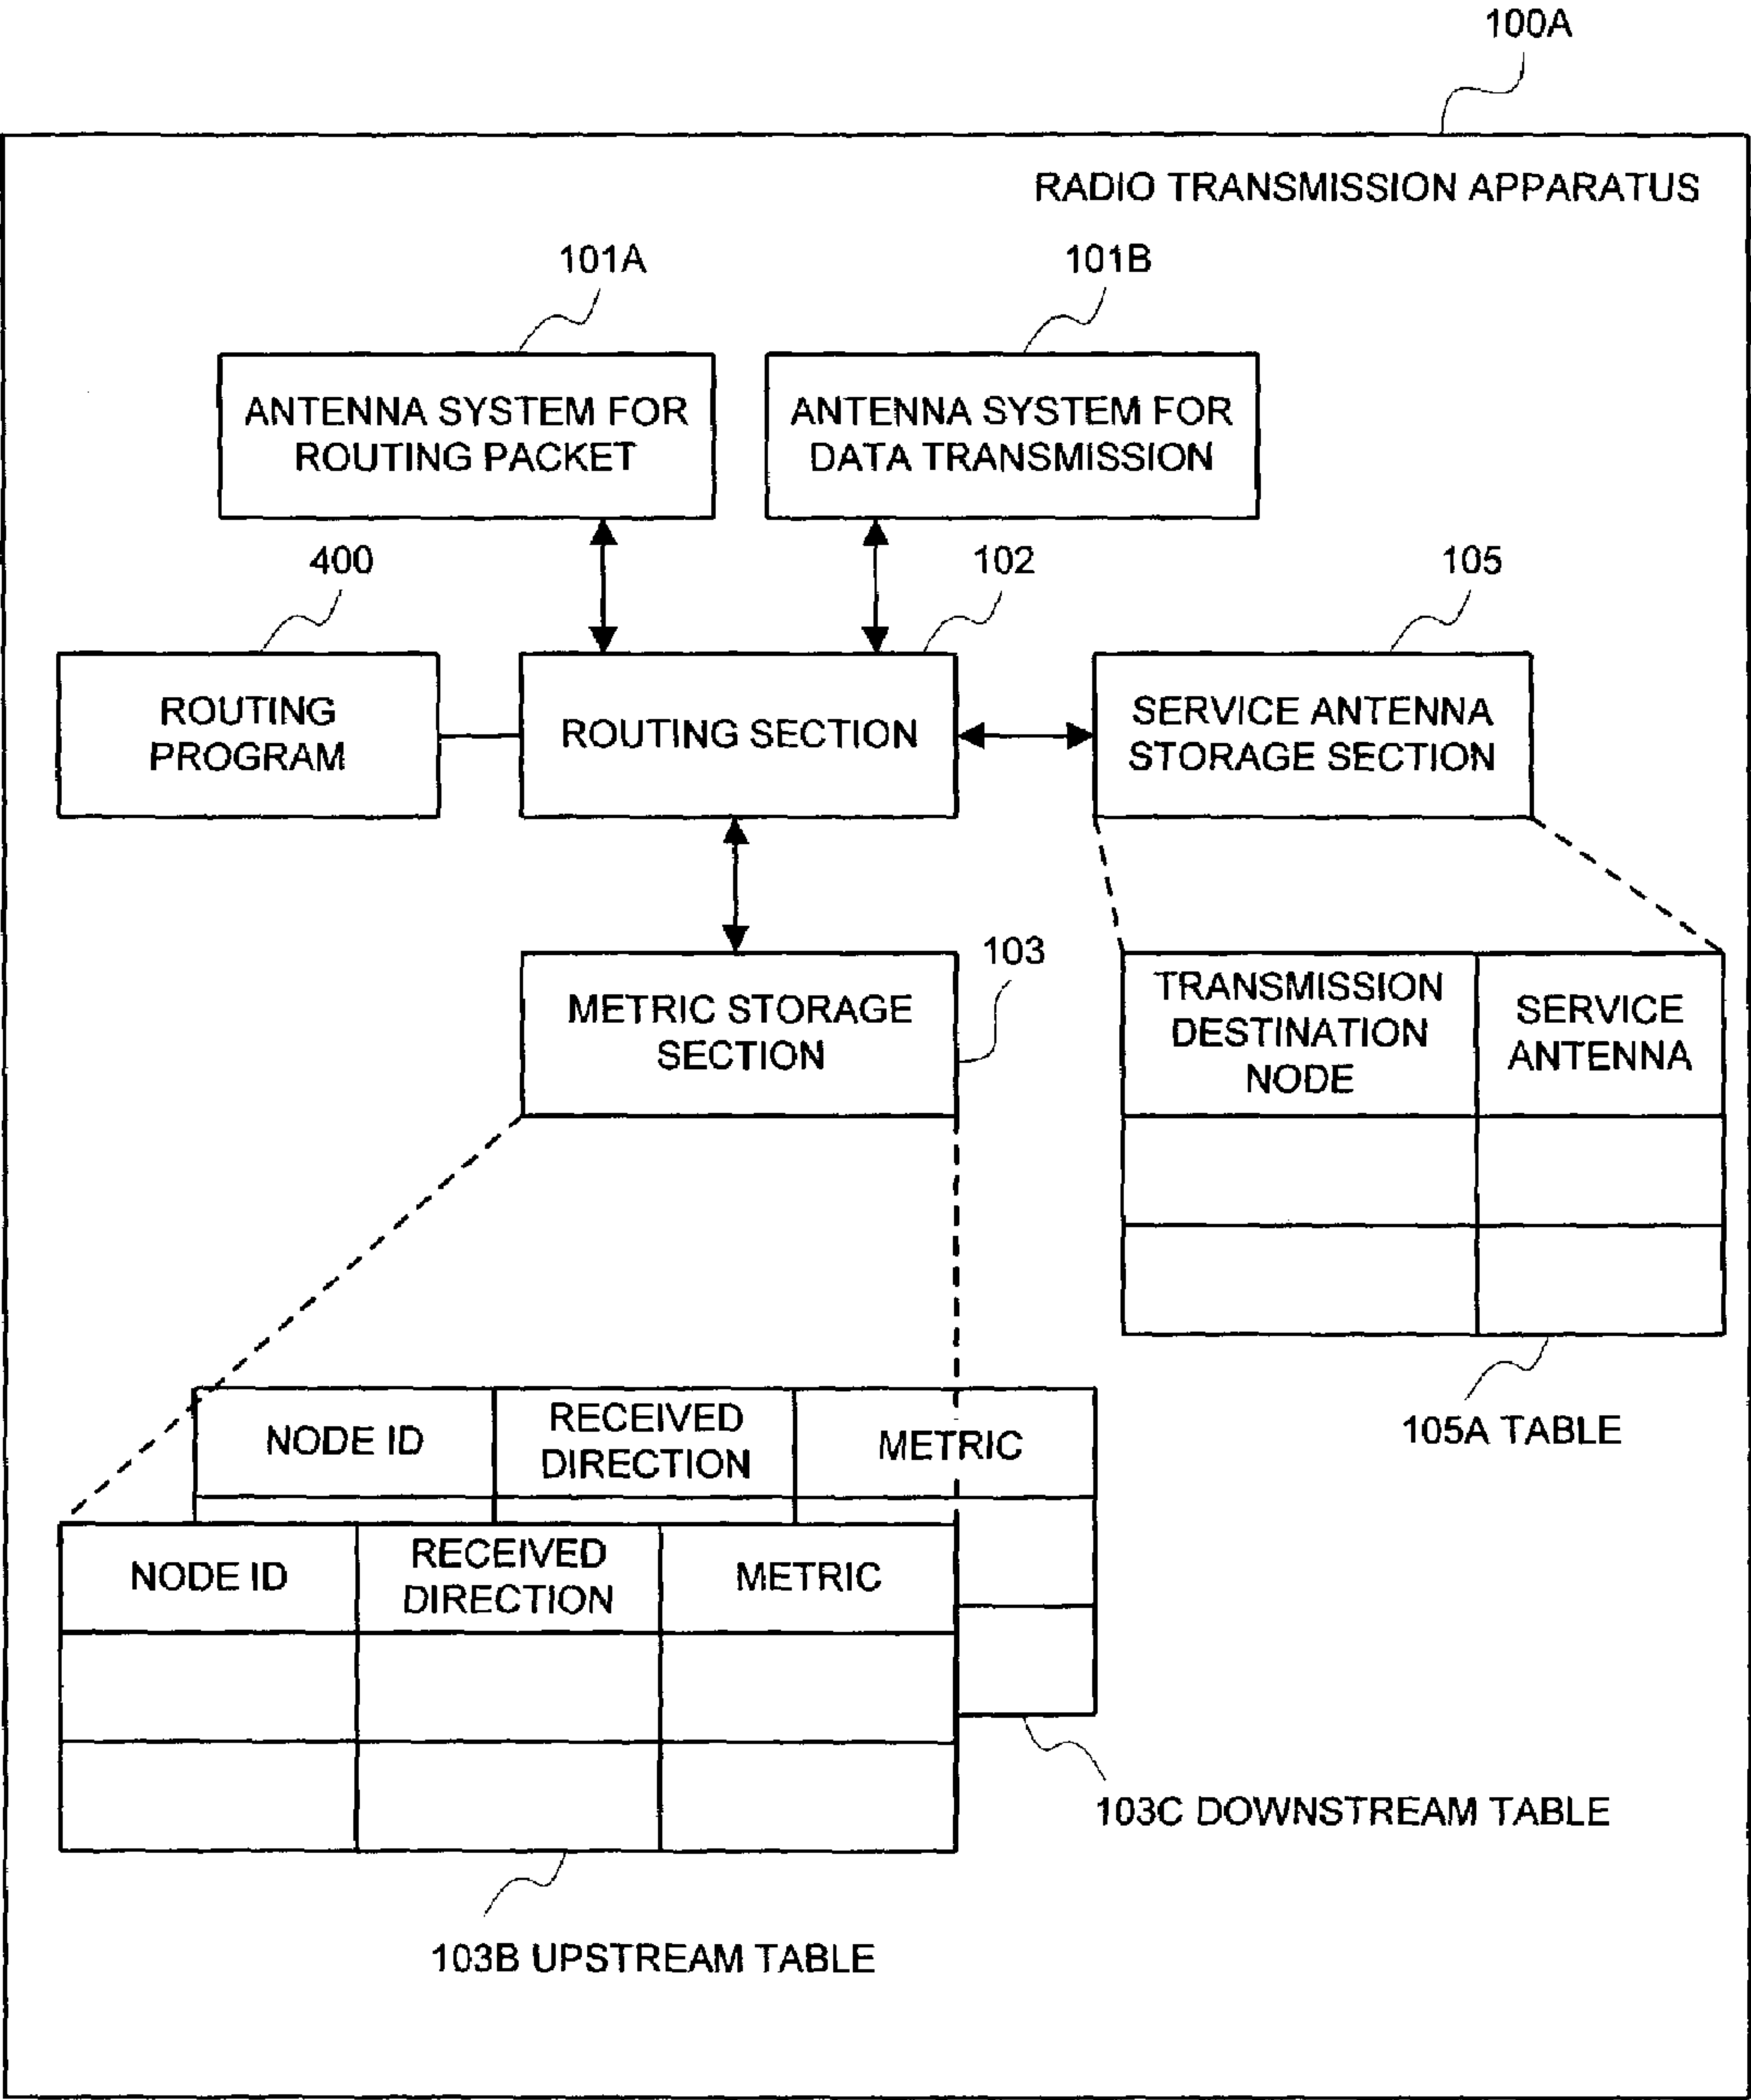 100A
RADIO TRANSMISSION APPARATUS
101A
101B
ANTENNA SYSTEM FOR
ROUTING PACKET
ANTENNA SYSTEM FOR
DATA TRANSMISSION
400
102
105
ROUTING
PROGRAM
ROUTING SECTION
SERVICE ANTENNA
STORAGE SECTION
103
METRIC STORAGE
SECTION
TRANSMISSION
DESTINATION
NODE
SERVICE
ANTENNA
105A TABLE
NODE ID
RECEIVED
DIRECTION
METRIC
NODE ID
RECEIVED
DIRECTION
METRIC
103C DOWNSTREAM TABLE
103B UPSTREAM TABLE